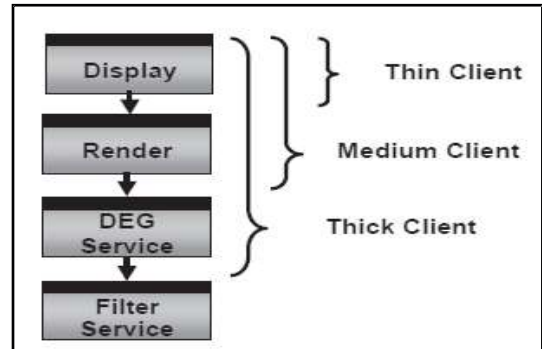 Display
Thin Client
Render
Medium Client
DEG
Service
Thick Client
Filter
Service